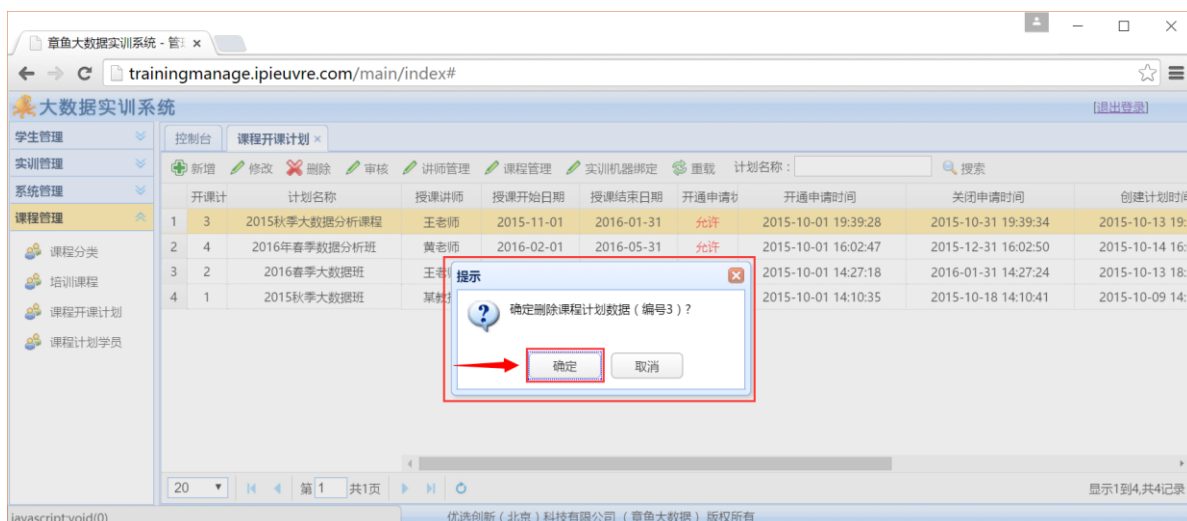 章鱼大数据实训系统 - 管
trainingmanage.ipieuvre.com/main/index#
大数据实训系统 [退出登录]
学生管理
实训管理
系统管理
课程管理
课程分类
培训课程
课程开课计划
课程计划学员
控制台 课程开课计划
新增 修改 删除 审核 讲师管理 课程管理 实训机器绑定 重载 计划名称: 搜索
开课计 计划名称 授课讲师 授课开始日期 授课结束日期 开通申请状 开通申请时间 关闭申请时间 创建计划时间
1 3 2015秋季大数据分析课程 王老师 2015-11-01 2016-01-31 允许 2015-10-01 19:39:28 2015-10-31 19:39:34 2015-10-13 19:
2 4 2016年春季数据分析班 黄老师 2016-02-01 2016-05-31 允许 2015-10-01 16:02:47 2015-12-31 16:02:50 2015-10-14 16:
3 2 2016春季大数据班 王老 2015-10-01 14:27:18 2016-01-31 14:27:24 2015-10-13 18:
4 1 2015秋季大数据班 某教 2015-10-01 14:10:35 2015-10-18 14:10:41 2015-10-09 14:
提示
确定删除课程计划数据(编号3)?
确定 取消
20 第 1 共1页 显示1到4,共4记录
javascript:void(0) 优选创新(北京)科技有限公司(章鱼大数据) 版权所有